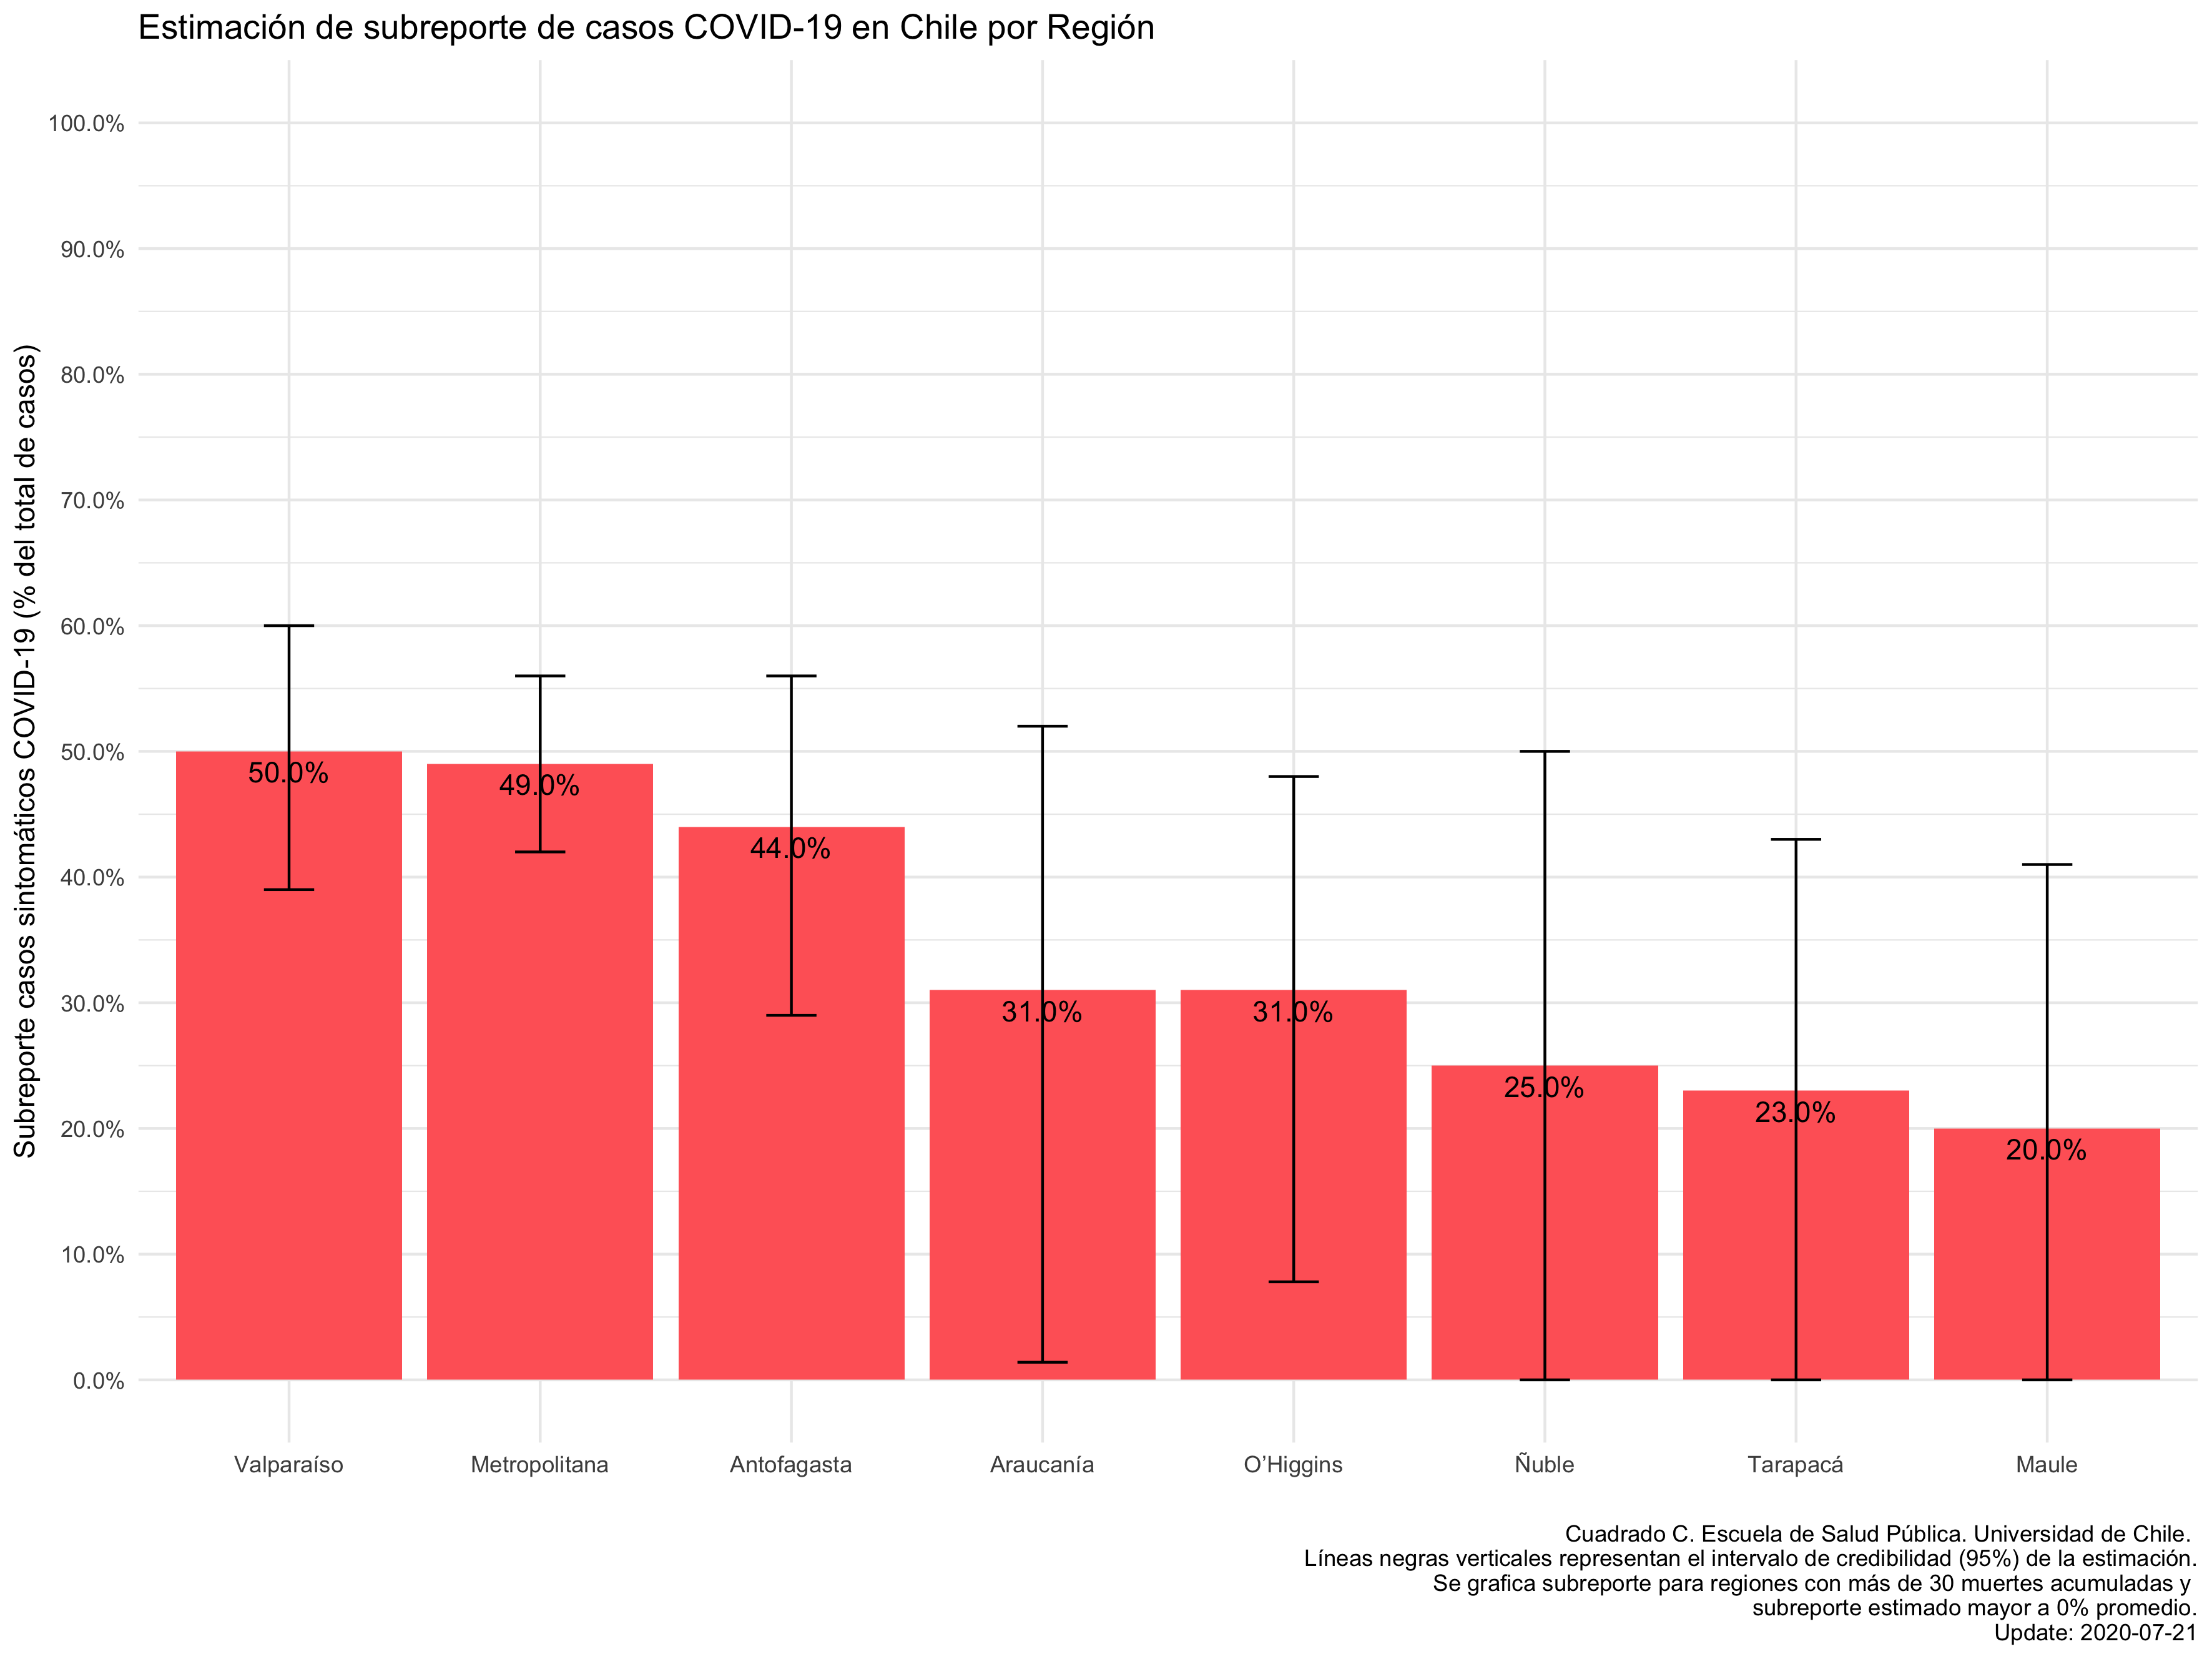 Estimación de subreporte de casos COVID-19 en Chile por Región
Subreporte casos sintomáticos COVID-19 (% del total de casos)
100.0%
90.0%
80.0%
70.0%
60.0%
50.0%
40.0%
30.0%
20.0%
10.0%
0.0%
50.0%
49.0%
44.0%
31.0%
31.0%
25.0%
23.0%
20.0%
Valparaíso
Metropolitana
Antofagasta
Araucanía
O’Higgins
Ñuble
Tarapacá
Maule
Cuadrado C. Escuela de Salud Pública. Universidad de Chile.
Líneas negras verticales representan el intervalo de credibilidad (95%) de la estimación.
Se grafica subreporte para regiones con más de 30 muertes acumuladas y
subreporte estimado mayor a 0% promedio.
Update: 2020-07-21